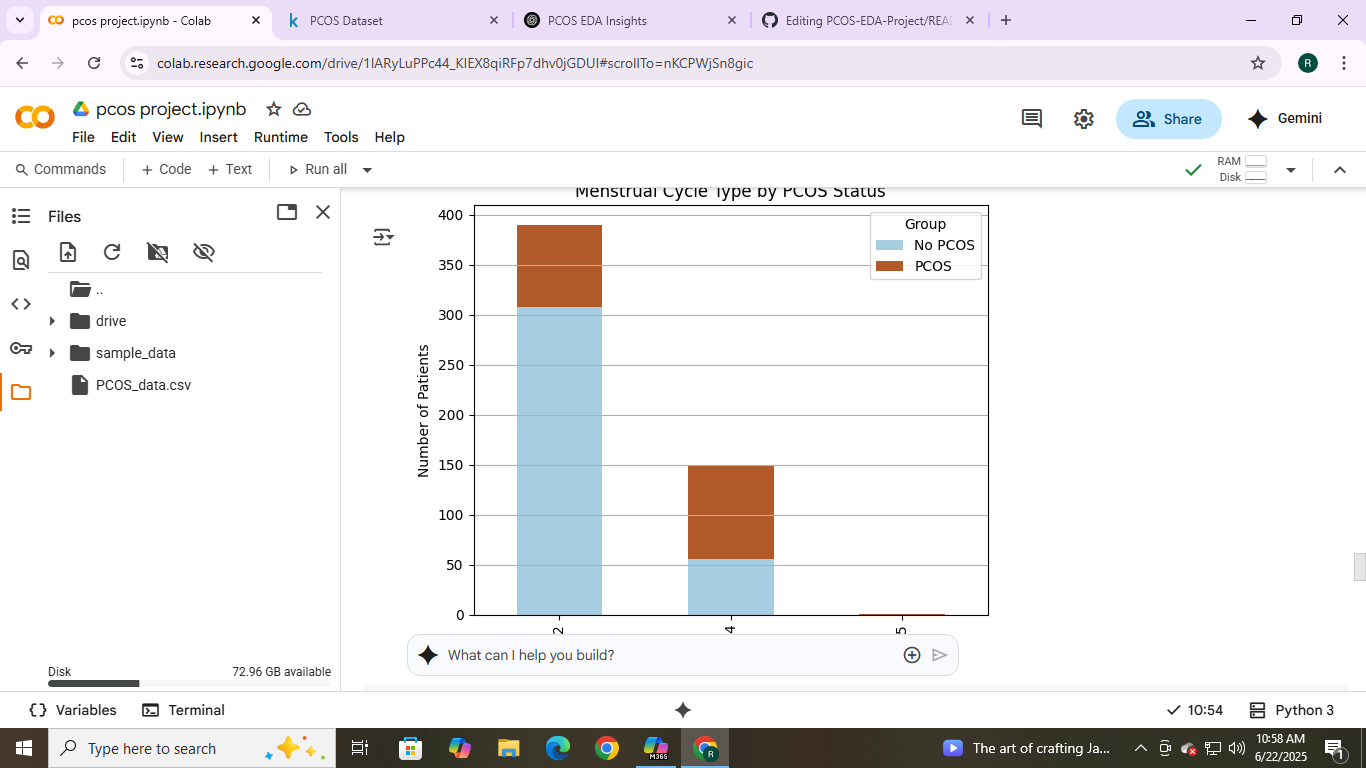 pcos project.ipynb - Colab
PCOS Dataset
PCOS EDA Insights
Editing PCOS-EDA-Project/REA
colab.research.google.com/drive/1IARyLuPPc44_KIEX8qiRFp7dhv0jGDUI#scrollTo=nKCPWjSn8gic
R
pcos project.ipynb
File Edit View Insert Runtime Tools Help
Share
Gemini
Commands
+ Code + Text
Run all
RAM
Disk
Files
..
drive
sample_data
PCOS_data.csv
Disk 72.96 GB available
Menstrual Cycle Type by PCOS Status
Group
No PCOS
PCOS
Number of Patients
400
350
300
250
200
150
100
50
0
2 4 5
What can I help you build?
Variables Terminal
10:54 Python 3
Type here to search
M365
R
The art of crafting Ja...
10:58 AM
6/22/2025
1